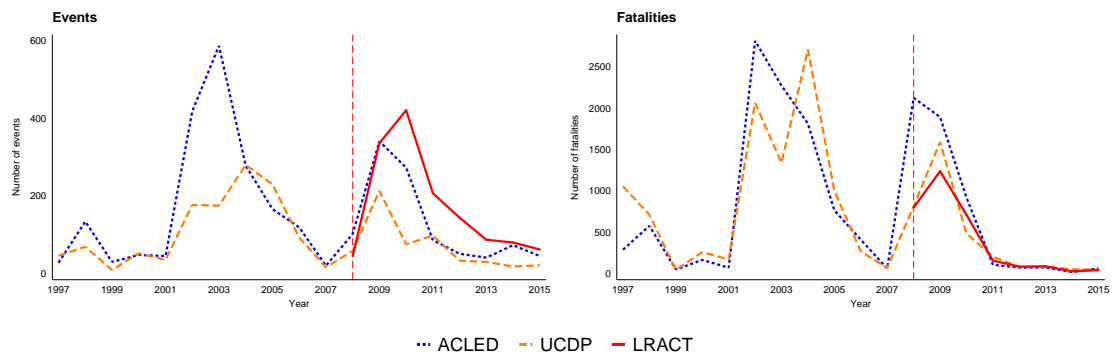 Events
Number of events
600
400
200
0
1997 1999 2001 2003 2005 2007 2009 2011 2013 2015
Year
Fatalities
Number of fatalities
2500
2000
1500
1000
500
0
1997 1999 2001 2003 2005 2007 2009 2011 2013 2015
Year
ACLED UCDP LRACT